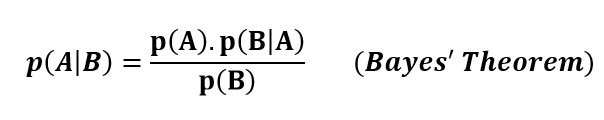 p(A|B) = p(A). p(B|A) / p(B) (Bayes' Theorem)